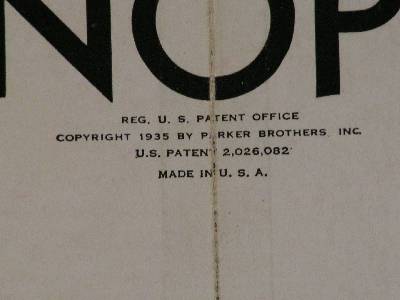 NOP
REG. U. S. PATENT OFFICE
COPYRIGHT 1935 BY PARKER BROTHERS, INC.
U.S. PATENT 2,026,082
MADE IN U. S. A.